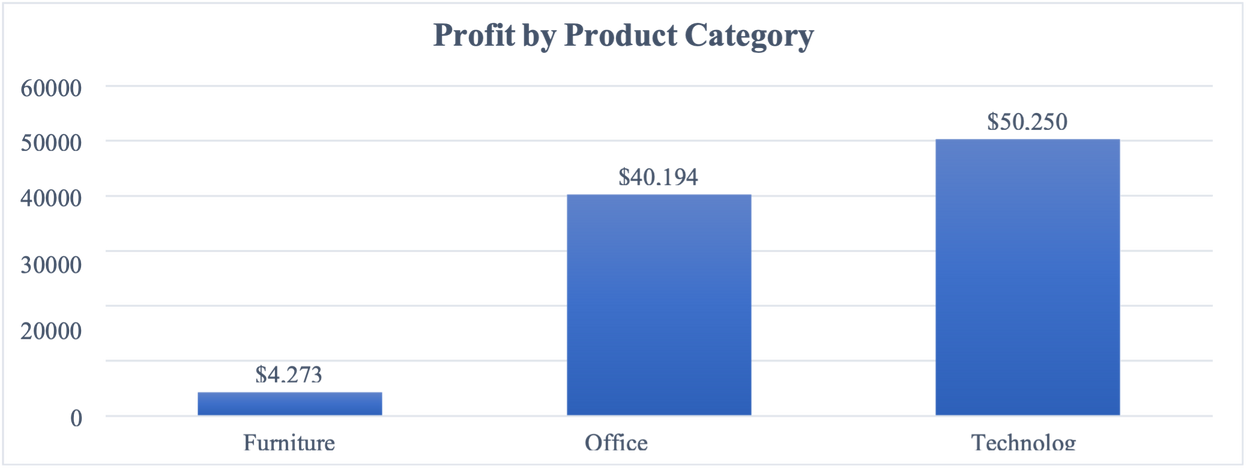 Profit by Product Category
60000
50000
40000
30000
20000
0
$4,273
$40,194
$50,250
Furniture
Office
Technolog